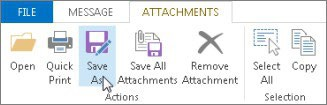 FILE MESSAGE ATTACHMENTS
Open Quick Save Save All Remove Select Copy
Print As Attachments Attachment All
Actions Selection